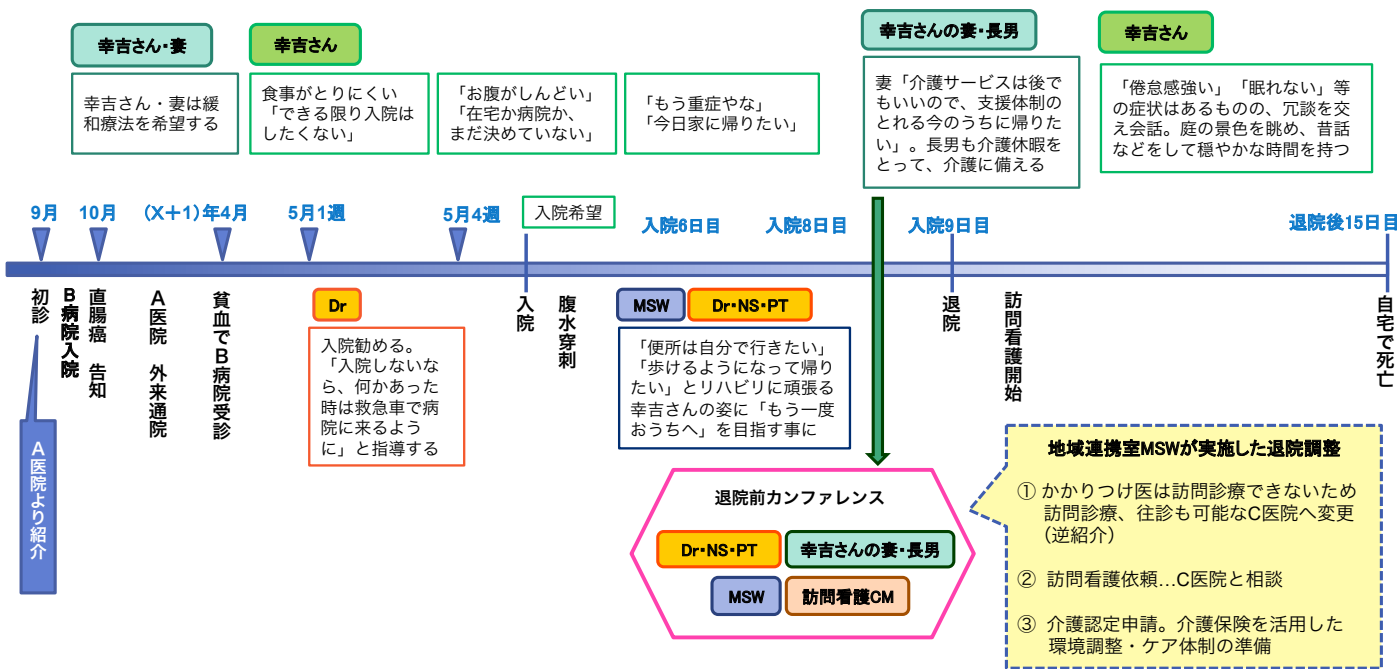 幸吉さん・妻
幸吉さん・妻は緩
和療法を希望する
幸吉さん
食事がとりにくい
「できる限り入院は
したくない」
「お腹がしんどい」
「在宅か病院か、
まだ決めていない」
「もう重症やな」
「今日家に帰りたい」
幸吉さんの妻・長男
妻「介護サービスは後で
もいいので、支援体制の
とれる今のうちに帰りた
い」。長男も介護休暇を
とって、介護に備える
幸吉さん
「倦怠感強い」「眠れない」等
の症状はあるものの、冗談を交
え会話。庭の景色を眺め、昔話
などをして穏やかな時間を持つ
9月
10月
(X+1)年4月
5月1週
5月4週
入院希望
入院6日目
入院8日目
入院9日目
退院後15日目
初診
B病院入院
直腸癌 告知
A医院 外来通院
貧血でB病院受診
入院
腹水穿刺
退院
訪問看護開始
自宅で死亡
A医院より紹介
Dr
入院勧める。
「入院しないな
ら、何かあった
時は救急車で病
院に来るよう
に」と指導する
MSW
Dr・NS・PT
「便所は自分で行きたい」
「歩けるようになって帰り
たい」とリハビリに頑張る
幸吉さんの姿に「もう一度
おうちへ」を目指す事に
退院前カンファレンス
Dr・NS・PT
幸吉さんの妻・長男
MSW
訪問看護CM
地域連携室MSWが実施した退院調整
① かかりつけ医は訪問診療できないため
訪問診療、往診も可能なC医院へ変更
(逆紹介)
② 訪問看護依頼…C医院と相談
③ 介護認定申請。介護保険を活用した
環境調整・ケア体制の準備